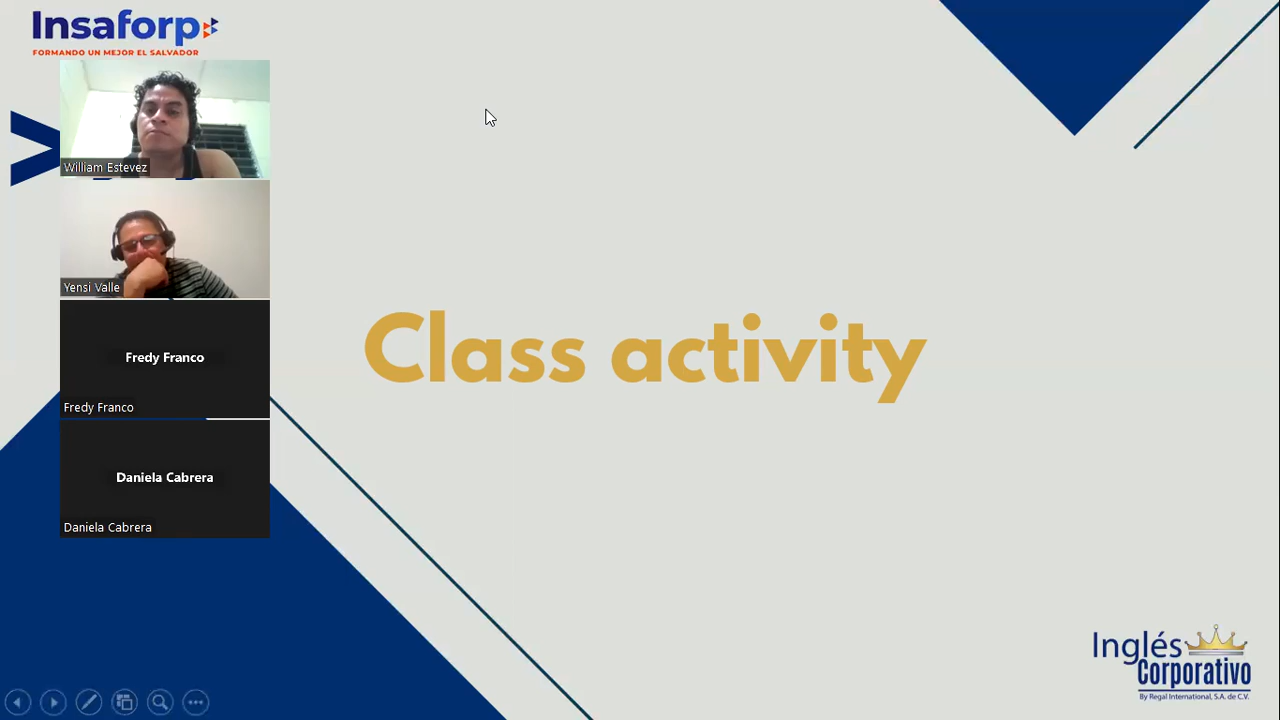 Insaforp
FORMANDO UN MEJOR EL SALVADOR
William Estevez
Yensi Valle
Fredy Franco
Fredy Franco
Daniela Cabrera
Daniela Cabrera
Class activity
Inglés
Corporativo
By Regal International, S.A. de C.V.